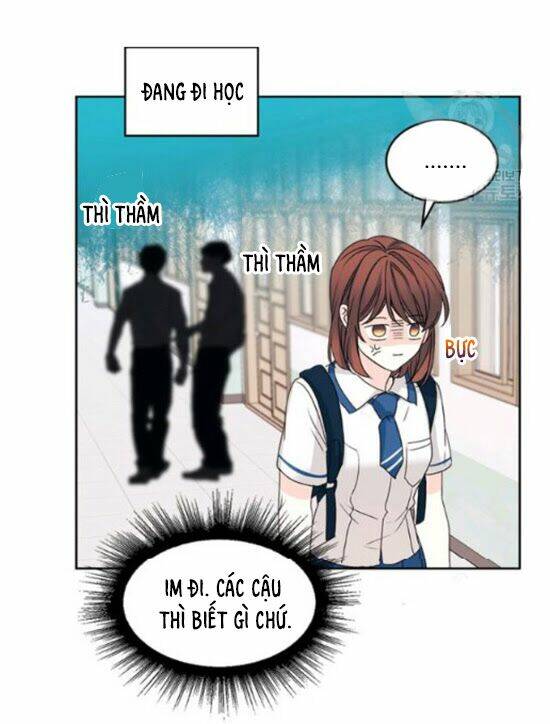 ĐANG ĐI HỌC
.......
THÌ THẦM
THÌ THẦM
BỰC
IM ĐI. CÁC CẬU
THÌ BIẾT GÌ CHỨ.